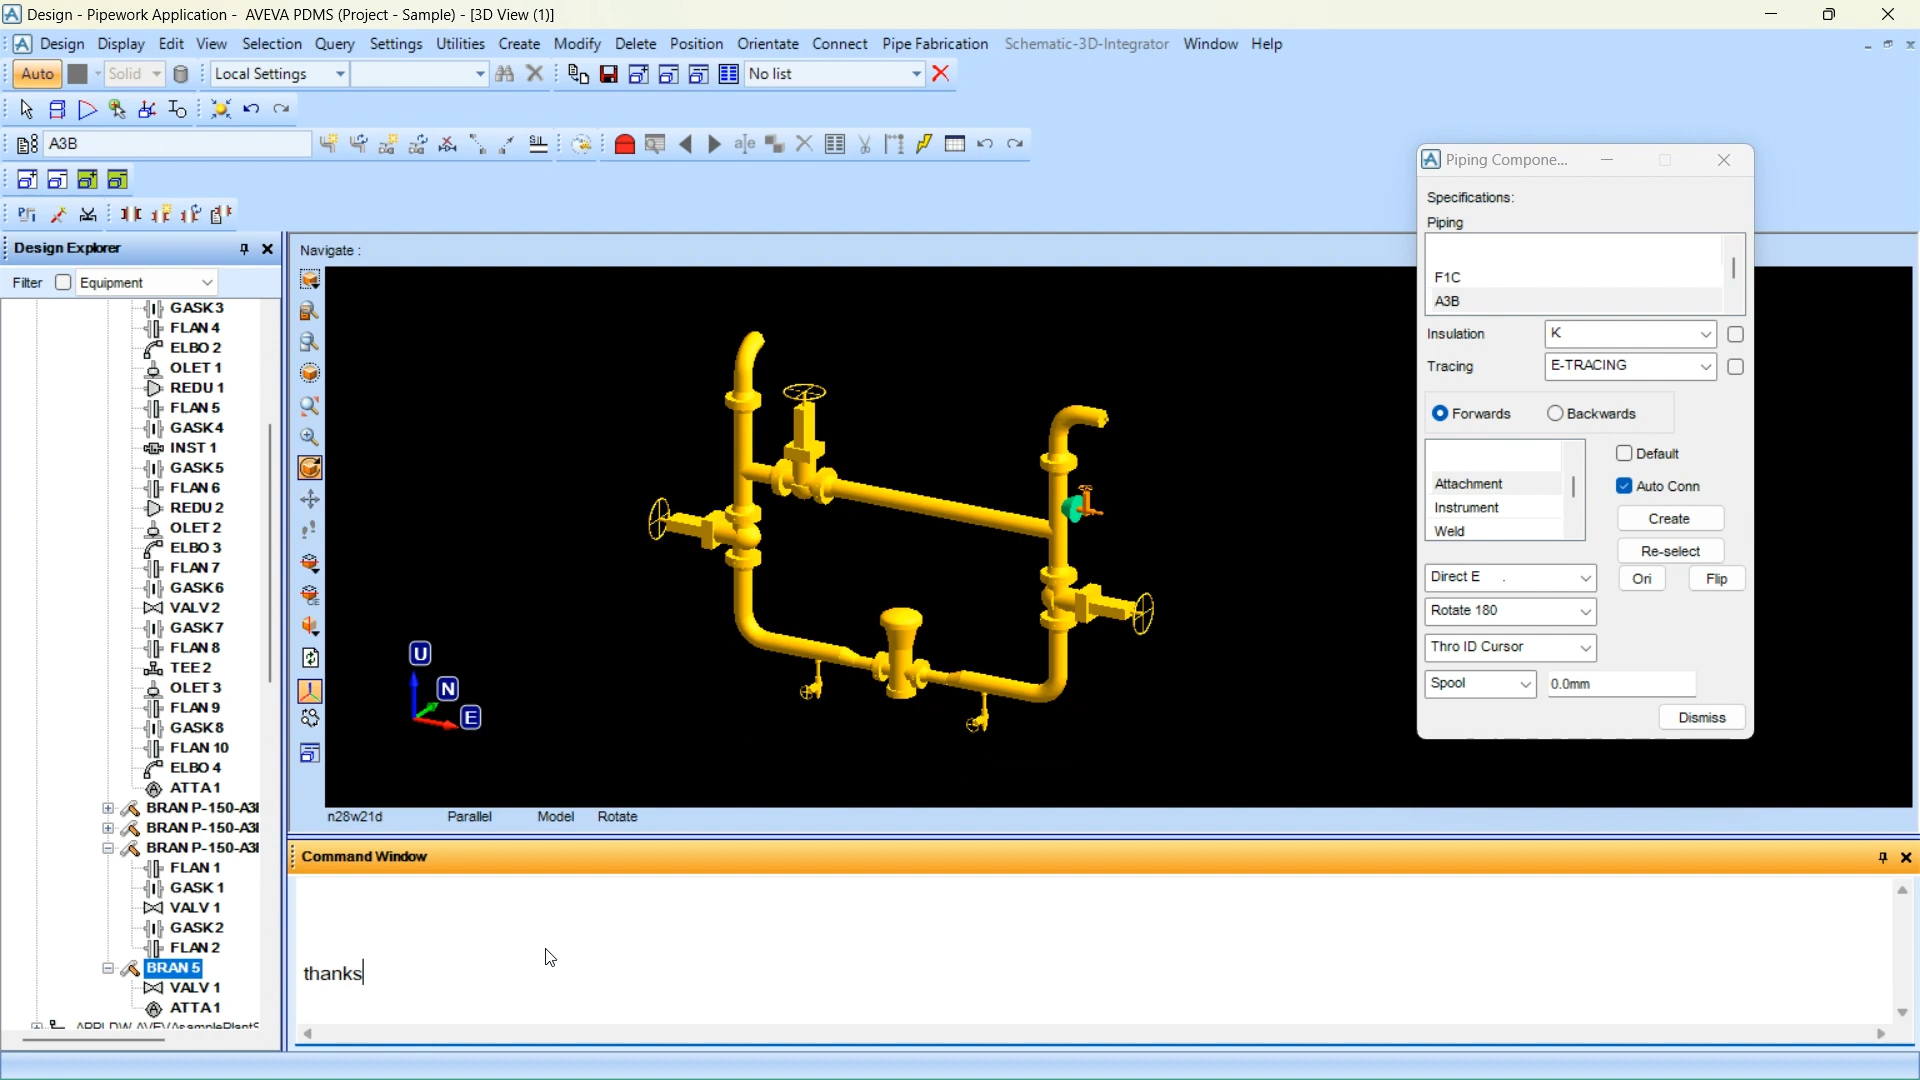 Design - Pipework Application - AVEVA PDMS (Project - Sample) - [3D View (1)]
Design Display Edit View Selection Query Settings Utilities Create Modify Delete Position Orientate Connect Pipe Fabrication Schematic-3D-Integrator Window Help
Auto Solid Local Settings No list
A3B
Design Explorer
Filter Equipment
GASK 3
FLAN 4
ELBO 2
OLET 1
REDU 1
FLAN 5
GASK 4
INST 1
GASK 5
FLAN 6
REDU 2
OLET 2
ELBO 3
FLAN 7
GASK 6
VALV 2
GASK 7
FLAN 8
TEE 2
OLET 3
FLAN 9
GASK 8
FLAN 10
ELBO 4
ATTA 1
BRAN P-150-A3
BRAN P-150-A3
BRAN P-150-A3
FLAN 1
GASK 1
VALV 1
GASK 2
FLAN 2
BRAN 5
VALV 1
ATTA 1
Navigate :
U
N
E
n28w21d Parallel Model Rotate
Command Window
thanks
Piping Compone...
Specifications:
Piping
F1C
A3B
Insulation K
Tracing E-TRACING
Forwards Backwards
Attachment
Instrument
Weld
Default
Auto Conn
Create
Re-select
Direct E .
Ori Flip
Rotate 180
Thro ID Cursor
Spool 0.0mm
Dismiss